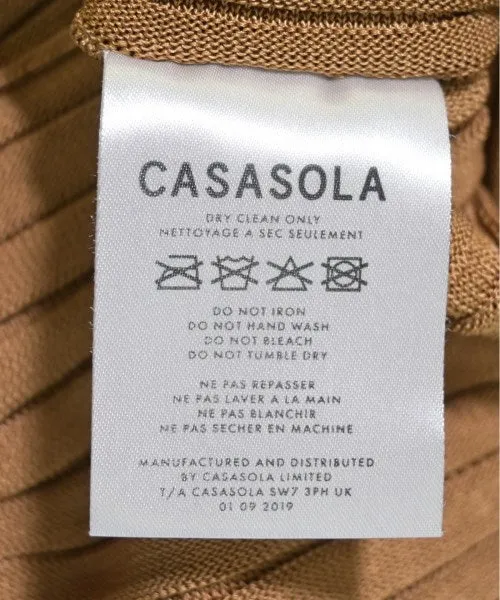 CASASOLA
DRY CLEAN ONLY
NETTOYAGE A SEC SEULEMENT
DO NOT IRON
DO NOT HAND WASH
DO NOT BLEACH
DO NOT TUMBLE DRY
NE PAS REPASSER
NE PAS LAVER À LA MAIN
NE PAS BLANCHIR
NE PAS SECHER EN MACHINE
MANUFACTURED AND DISTRIBUTED
BY CASASOLA LIMITED
T/A CASASOLA SW7 3PH UK
01 09 2019